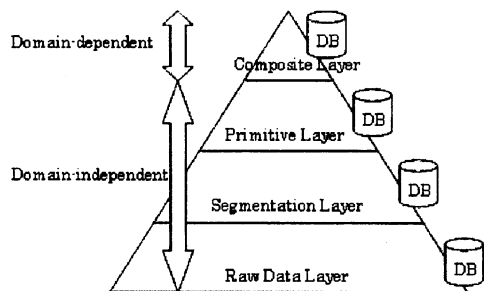 Domain-dependent
DB
Composite Layer
DB
Primitive Layer
Domain-independent
DB
Segmentation Layer
DB
Raw Data Layer